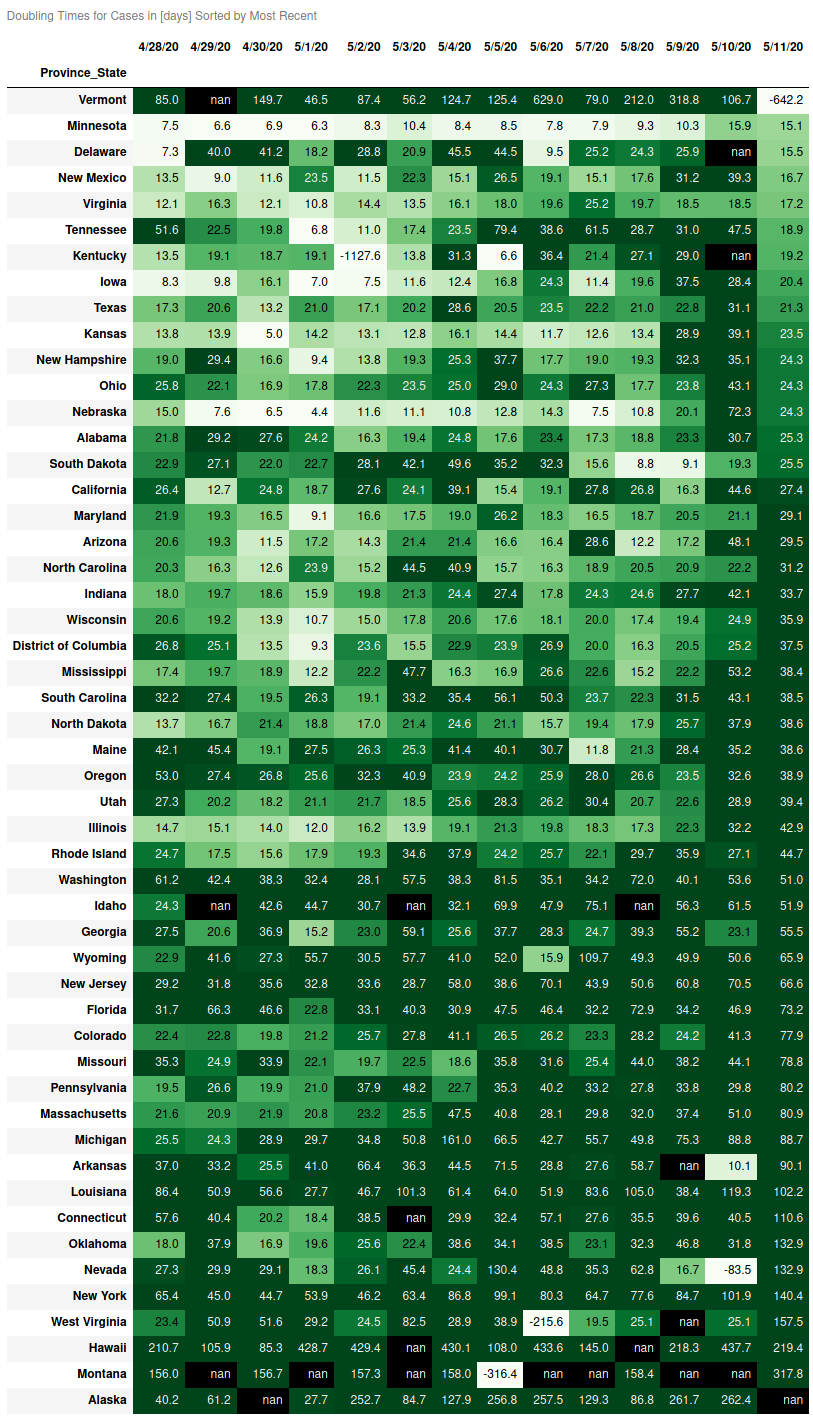 Doubling Times for Cases in [days] Sorted by Most Recent
4/28/20 4/29/20 4/30/20 5/1/20 5/2/20 5/3/20 5/4/20 5/5/20 5/6/20 5/7/20 5/8/20 5/9/20 5/10/20 5/11/20
Province_State
Vermont 85.0 nan 149.7 46.5 87.4 56.2 124.7 125.4 629.0 79.0 212.0 318.8 106.7 -642.2
Minnesota 7.5 6.6 6.9 6.3 8.3 10.4 8.4 8.5 7.8 7.9 9.3 10.3 15.9 15.1
Delaware 7.3 40.0 41.2 18.2 28.8 20.9 45.5 44.5 9.5 25.2 24.3 25.9 nan 15.5
New Mexico 13.5 9.0 11.6 23.5 11.5 22.3 15.1 26.5 19.1 15.1 17.6 31.2 39.3 16.7
Virginia 12.1 16.3 12.1 10.8 14.4 13.5 16.1 18.0 19.6 25.2 19.7 18.5 18.5 17.2
Tennessee 51.6 22.5 19.8 6.8 11.0 17.4 23.5 79.4 38.6 61.5 28.7 31.0 47.5 18.9
Kentucky 13.5 19.1 18.7 19.1 -1127.6 13.8 31.3 6.6 36.4 21.4 27.1 29.0 nan 19.2
Iowa 8.3 9.8 16.1 7.0 7.5 11.6 12.4 16.8 24.3 11.4 19.6 37.5 28.4 20.4
Texas 17.3 20.6 13.2 21.0 17.1 20.2 28.6 20.5 23.5 22.2 21.0 22.8 31.1 21.3
Kansas 13.8 13.9 5.0 14.2 13.1 12.8 16.1 14.4 11.7 12.6 13.4 28.9 39.1 23.5
New Hampshire 19.0 29.4 16.6 9.4 13.8 19.3 25.3 37.7 17.7 19.0 19.3 32.3 35.1 24.3
Ohio 25.8 22.1 16.9 17.8 22.3 23.5 25.0 29.0 24.3 27.3 17.7 23.8 43.1 24.3
Nebraska 15.0 7.6 6.5 4.4 11.6 11.1 10.8 12.8 14.3 7.5 10.8 20.1 72.3 24.3
Alabama 21.8 29.2 27.6 24.2 16.3 19.4 24.8 17.6 23.4 17.3 18.8 23.3 30.7 25.3
South Dakota 22.9 27.1 22.0 22.7 28.1 42.1 49.6 35.2 32.3 15.6 8.8 9.1 19.3 25.5
California 26.4 12.7 24.8 18.7 27.6 24.1 39.1 15.4 19.1 27.8 26.8 16.3 44.6 27.4
Maryland 21.9 19.3 16.5 9.1 16.6 17.5 19.0 26.2 18.3 16.5 18.7 20.5 21.1 29.1
Arizona 20.6 19.3 11.5 17.2 14.3 21.4 21.4 16.6 16.4 28.6 12.2 17.2 48.1 29.5
North Carolina 20.3 16.3 12.6 23.9 15.2 44.5 40.9 15.7 16.3 18.9 20.5 20.9 22.2 31.2
Indiana 18.0 19.7 18.6 15.9 19.8 21.3 24.4 27.4 17.8 24.3 24.6 27.7 42.1 33.7
Wisconsin 20.6 19.2 13.9 10.7 15.0 17.8 20.6 17.6 18.1 20.0 17.4 19.4 24.9 35.9
District of Columbia 26.8 25.1 13.5 9.3 23.6 15.5 22.9 23.9 26.9 20.0 16.3 20.5 25.2 37.5
Mississippi 17.4 19.7 18.9 12.2 22.2 47.7 16.3 16.9 26.6 22.6 15.2 22.2 53.2 38.4
South Carolina 32.2 27.4 19.5 26.3 19.1 33.2 35.4 56.1 50.3 23.7 22.3 31.5 43.1 38.5
North Dakota 13.7 16.7 21.4 18.8 17.0 21.4 24.6 21.1 15.7 19.4 17.9 25.7 37.9 38.6
Maine 42.1 45.4 19.1 27.5 26.3 25.3 41.4 40.1 30.7 11.8 21.3 28.4 35.2 38.6
Oregon 53.0 27.4 26.8 25.6 32.3 40.9 23.9 24.2 25.9 28.0 26.6 23.5 32.6 38.9
Utah 27.3 20.2 18.2 21.1 21.7 18.5 25.6 28.3 26.2 30.4 20.7 22.6 28.9 39.4
Illinois 14.7 15.1 14.0 12.0 16.2 13.9 19.1 21.3 19.8 18.3 17.3 22.3 32.2 42.9
Rhode Island 24.7 17.5 15.6 17.9 19.3 34.6 37.9 24.2 25.7 22.1 29.7 35.9 27.1 44.7
Washington 61.2 42.4 38.3 32.4 28.1 57.5 38.3 81.5 35.1 34.2 72.0 40.1 53.6 51.0
Idaho 24.3 nan 42.6 44.7 30.7 nan 32.1 69.9 47.9 75.1 nan 56.3 61.5 51.9
Georgia 27.5 20.6 36.9 15.2 23.0 59.1 25.6 37.7 28.3 24.7 39.3 55.2 23.1 55.5
Wyoming 22.9 41.6 27.3 55.7 30.5 57.7 41.0 52.0 15.9 109.7 49.3 49.9 50.6 65.9
New Jersey 29.2 31.8 35.6 32.8 33.6 28.7 58.0 38.6 70.1 43.9 50.6 60.8 70.5 66.6
Florida 31.7 66.3 46.6 22.8 33.1 40.3 30.9 47.5 46.4 32.2 72.9 34.2 46.9 73.2
Colorado 22.4 22.8 19.8 21.2 25.7 27.8 41.1 26.5 26.2 23.3 28.2 24.2 41.3 77.9
Missouri 35.3 24.9 33.9 22.1 19.7 22.5 18.6 35.8 31.6 25.4 44.0 38.2 44.1 78.8
Pennsylvania 19.5 26.6 19.9 21.0 37.9 48.2 22.7 35.3 40.2 33.2 27.8 33.8 29.8 80.2
Massachusetts 21.6 20.9 21.9 20.8 23.2 25.5 47.5 40.8 28.1 29.8 32.0 37.4 51.0 80.9
Michigan 25.5 24.3 28.9 29.7 34.8 50.8 161.0 66.5 42.7 55.7 49.8 75.3 88.8 88.7
Arkansas 37.0 33.2 25.5 41.0 66.4 36.3 44.5 71.5 28.8 27.6 58.7 nan 10.1 90.1
Louisiana 86.4 50.9 56.6 27.7 46.7 101.3 61.4 64.0 51.9 83.6 105.0 38.4 119.3 102.2
Connecticut 57.6 40.4 20.2 18.4 38.5 nan 29.9 32.4 57.1 27.6 35.5 39.6 40.5 110.6
Oklahoma 18.0 37.9 16.9 19.6 25.6 22.4 38.6 34.1 38.5 23.1 32.3 46.8 31.8 132.9
Nevada 27.3 29.9 29.1 18.3 26.1 45.4 24.4 130.4 48.8 35.3 62.8 16.7 -83.5 132.9
New York 65.4 45.0 44.7 53.9 46.2 63.4 86.8 99.1 80.3 64.7 77.6 84.7 101.9 140.4
West Virginia 23.4 50.9 51.6 29.2 24.5 82.5 28.9 38.9 -215.6 19.5 25.1 nan 25.1 157.5
Hawaii 210.7 105.9 85.3 428.7 429.4 nan 430.1 108.0 433.6 145.0 nan 218.3 437.7 219.4
Montana 156.0 nan 156.7 nan 157.3 nan 158.0 -316.4 nan nan 158.4 nan nan 317.8
Alaska 40.2 61.2 nan 27.7 252.7 84.7 127.9 256.8 257.5 129.3 86.8 261.7 262.4 nan